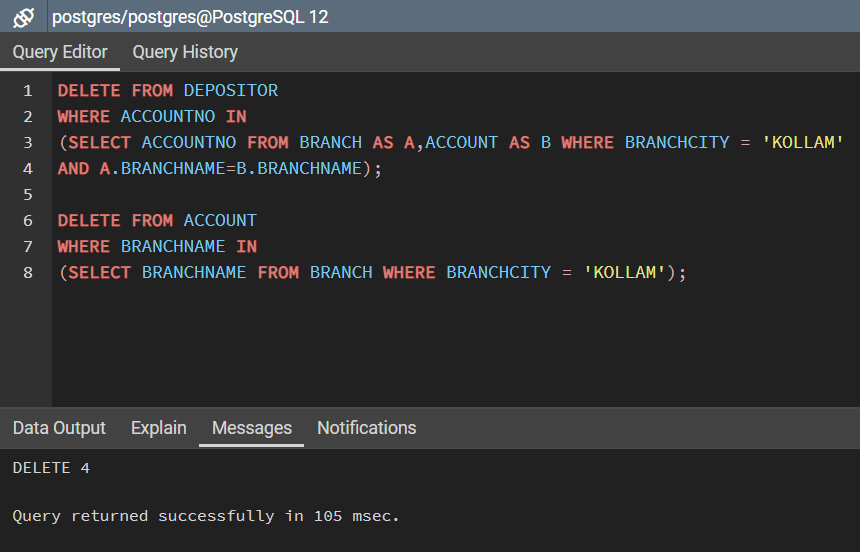 postgres/postgres@PostgreSQL 12
Query Editor Query History
1 DELETE FROM DEPOSITOR
2 WHERE ACCOUNTNO IN
3 (SELECT ACCOUNTNO FROM BRANCH AS A,ACCOUNT AS B WHERE BRANCHCITY = 'KOLLAM'
4 AND A.BRANCHNAME=B.BRANCHNAME);
5
6 DELETE FROM ACCOUNT
7 WHERE BRANCHNAME IN
8 (SELECT BRANCHNAME FROM BRANCH WHERE BRANCHCITY = 'KOLLAM');
Data Output Explain Messages Notifications
DELETE 4
Query returned successfully in 105 msec.